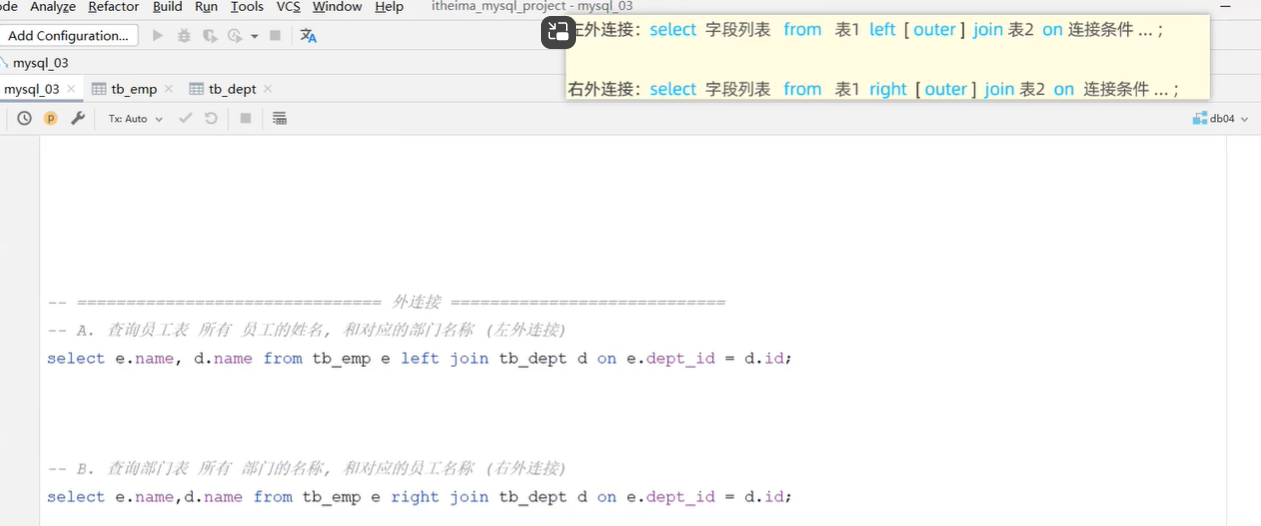 ode Analyze Refactor Build Run Tools VCS Window Help itheima_mysql_project - mysql_03
左外连接：select 字段列表 from 表1 left [ outer ] join 表2 on 连接条件 ... ;
Add Configuration...
mysql_03
右外连接：select 字段列表 from 表1 right [ outer ] join 表2 on 连接条件 ... ;
mysql_03 tb_emp tb_dept
p Tx: Auto db04
-- =============================== 外连接 ============================
-- A. 查询员工表 所有 员工的姓名, 和对应的部门名称 (左外连接)
select e.name, d.name from tb_emp e left join tb_dept d on e.dept_id = d.id;
-- B. 查询部门表 所有 部门的名称, 和对应的员工名称 (右外连接)
select e.name,d.name from tb_emp e right join tb_dept d on e.dept_id = d.id;